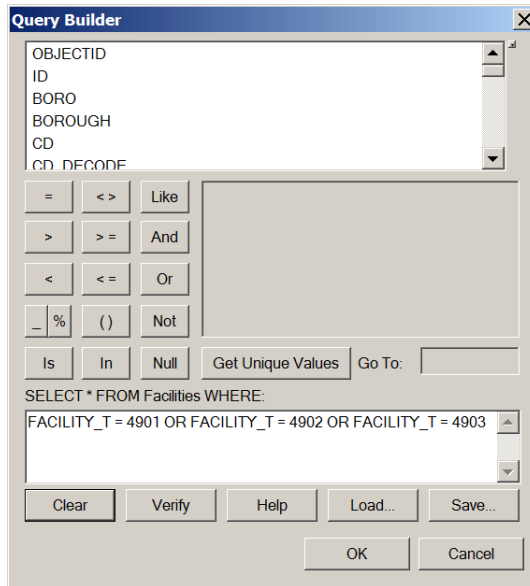 Query Builder
OBJECTID
ID
BORO
BOROUGH
CD
CD_DECODE
= < > Like
> > = And
< < = Or
_ % ( ) Not
Is In Null Get Unique Values Go To:
SELECT * FROM Facilities WHERE:
FACILITY_T = 4901 OR FACILITY_T = 4902 OR FACILITY_T = 4903
Clear Verify Help Load... Save...
OK Cancel